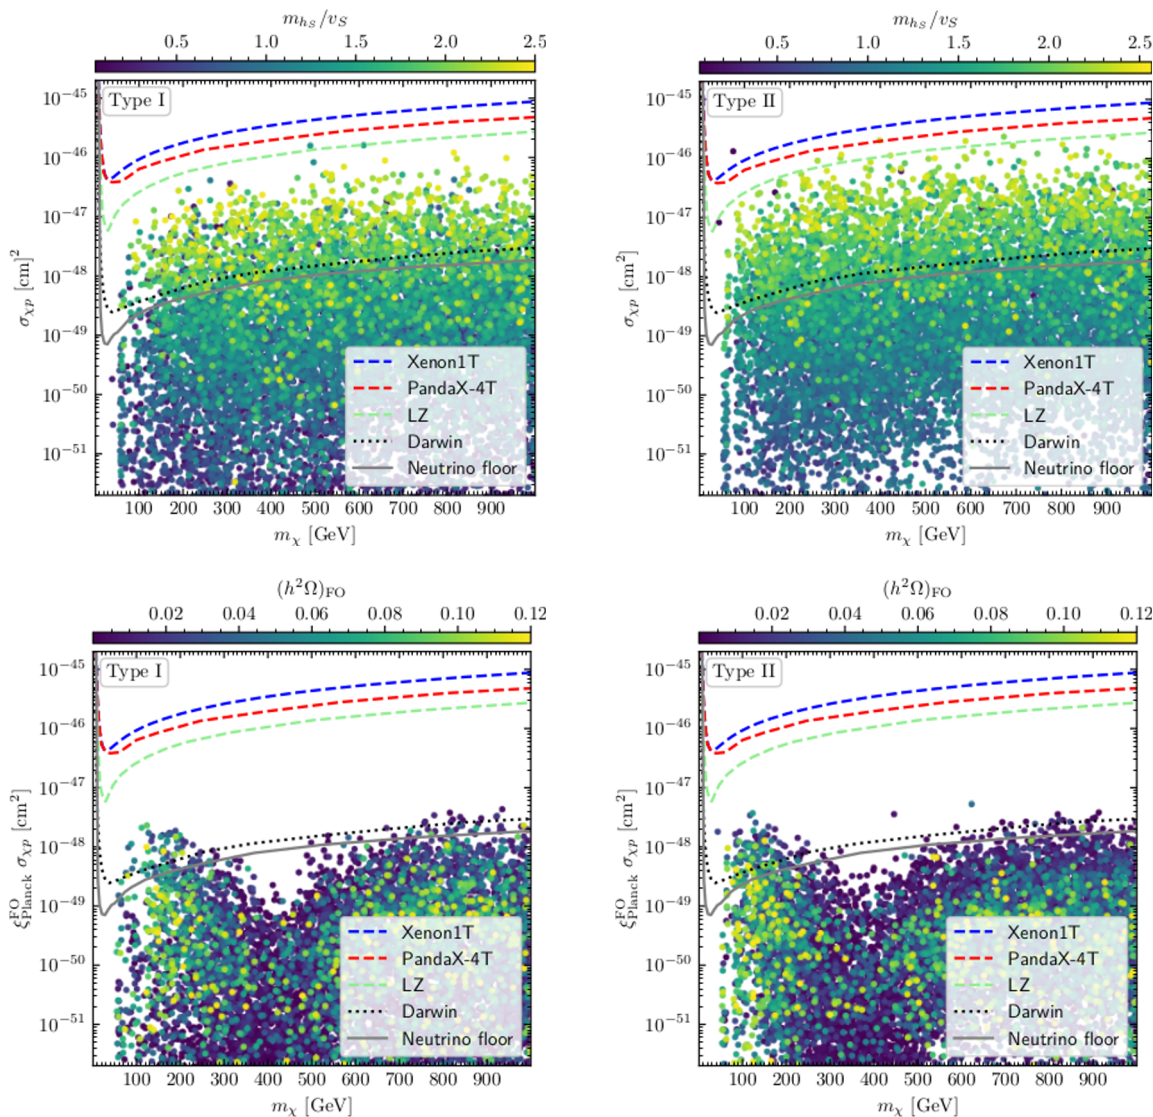 m_{h_S}/v_S
0.5 1.0 1.5 2.0 2.5
Type I
10^{-45}
10^{-46}
10^{-47}
10^{-48}
10^{-49}
10^{-50}
10^{-51}
σ_{χp} [cm]^2
Xenon1T
PandaX-4T
LZ
Darwin
Neutrino floor
100 200 300 400 500 600 700 800 900
m_χ [GeV]
m_{h_S}/v_S
0.5 1.0 1.5 2.0 2.5
Type II
10^{-45}
10^{-46}
10^{-47}
10^{-48}
10^{-49}
10^{-50}
10^{-51}
σ_{χp} [cm^2]
Xenon1T
PandaX-4T
LZ
Darwin
Neutrino floor
100 200 300 400 500 600 700 800 900
m_χ [GeV]
(h^2Ω)_{FO}
0.02 0.04 0.06 0.08 0.10 0.12
Type I
10^{-45}
10^{-46}
10^{-47}
10^{-48}
10^{-49}
10^{-50}
10^{-51}
ξ^{FO}_{Planck} σ_{χp} [cm^2]
Xenon1T
PandaX-4T
LZ
Darwin
Neutrino floor
100 200 300 400 500 600 700 800 900
m_χ [GeV]
(h^2Ω)_{FO}
0.02 0.04 0.06 0.08 0.10 0.12
Type II
10^{-45}
10^{-46}
10^{-47}
10^{-48}
10^{-49}
10^{-50}
10^{-51}
ξ^{FO}_{Planck} σ_{χp} [cm^2]
Xenon1T
PandaX-4T
LZ
Darwin
Neutrino floor
100 200 300 400 500 600 700 800 900
m_χ [GeV]